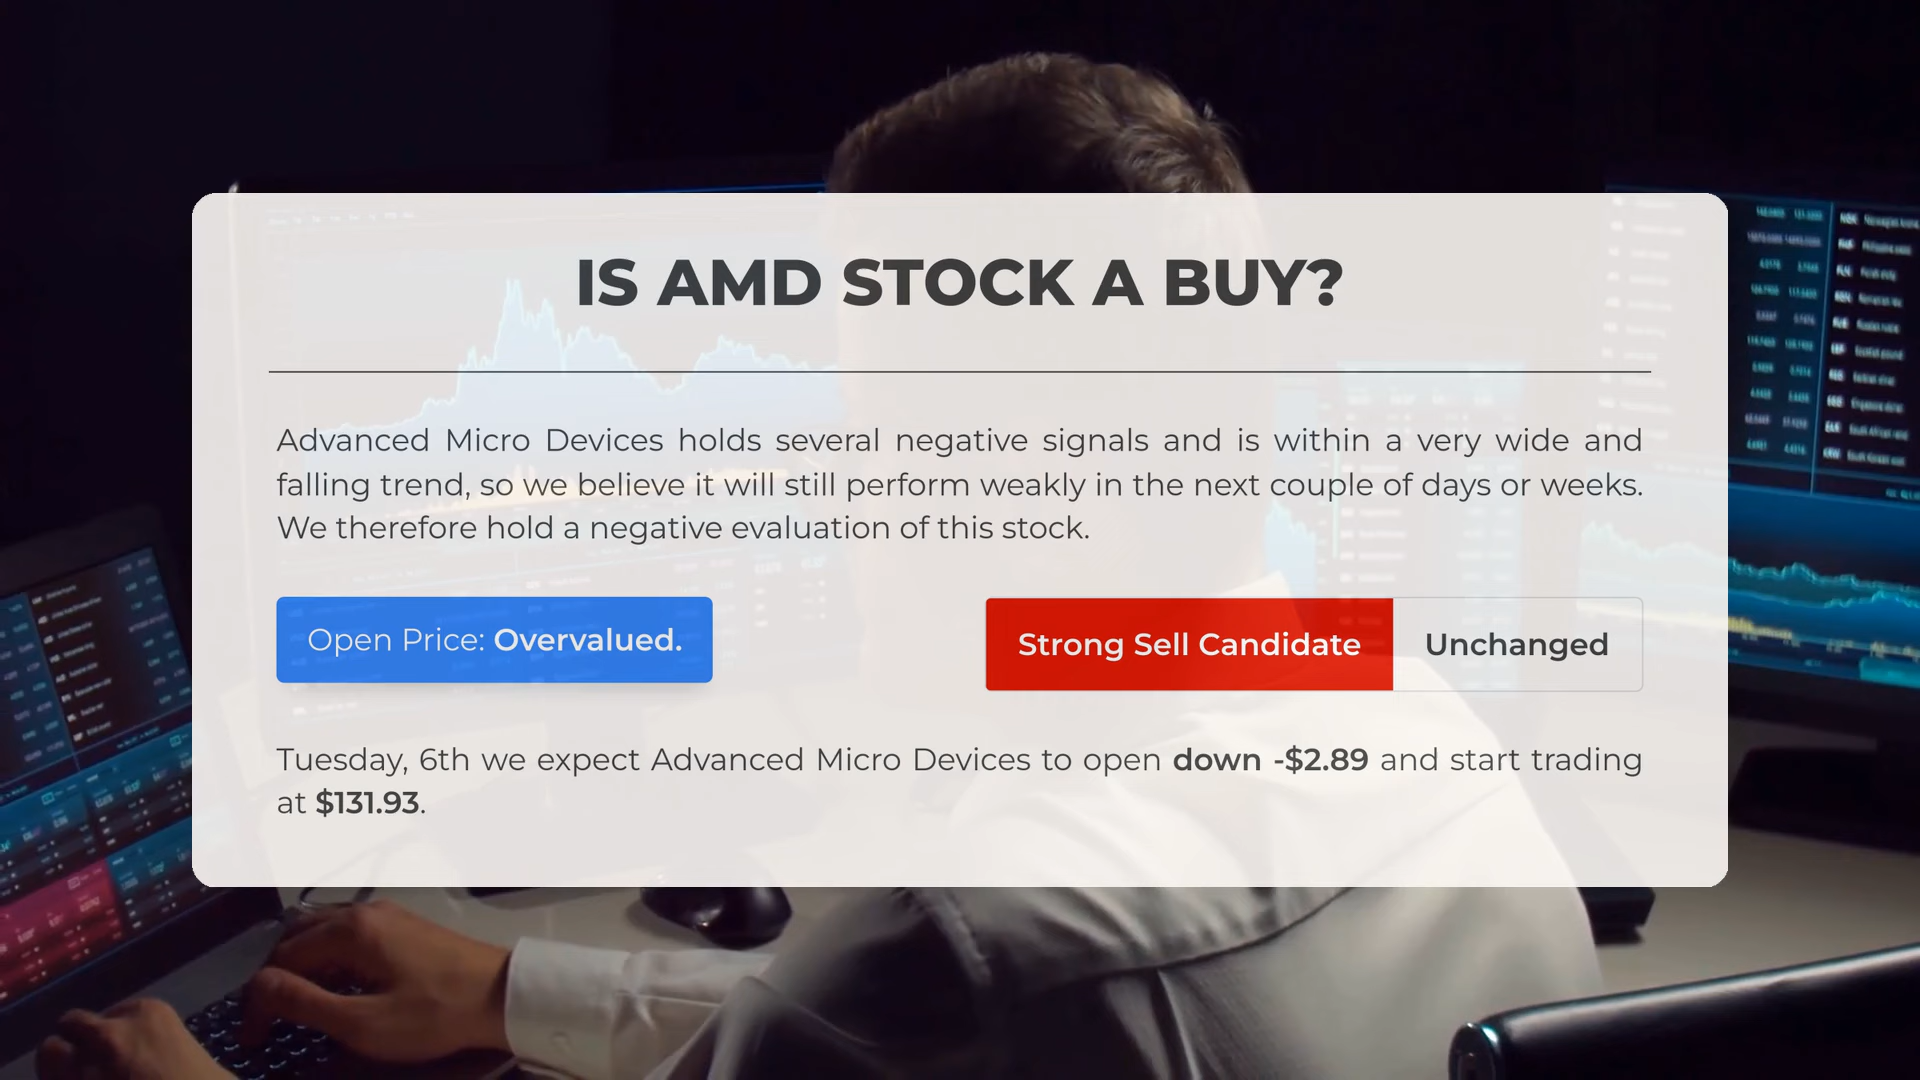 IS AMD STOCK A BUY?
Advanced Micro Devices holds several negative signals and is within a very wide and
falling trend, so we believe it will still perform weakly in the next couple of days or weeks.
We therefore hold a negative evaluation of this stock.
Open Price: Overvalued.
Strong Sell Candidate
Unchanged
Tuesday, 6th we expect Advanced Micro Devices to open down -$2.89 and start trading
at $131.93.